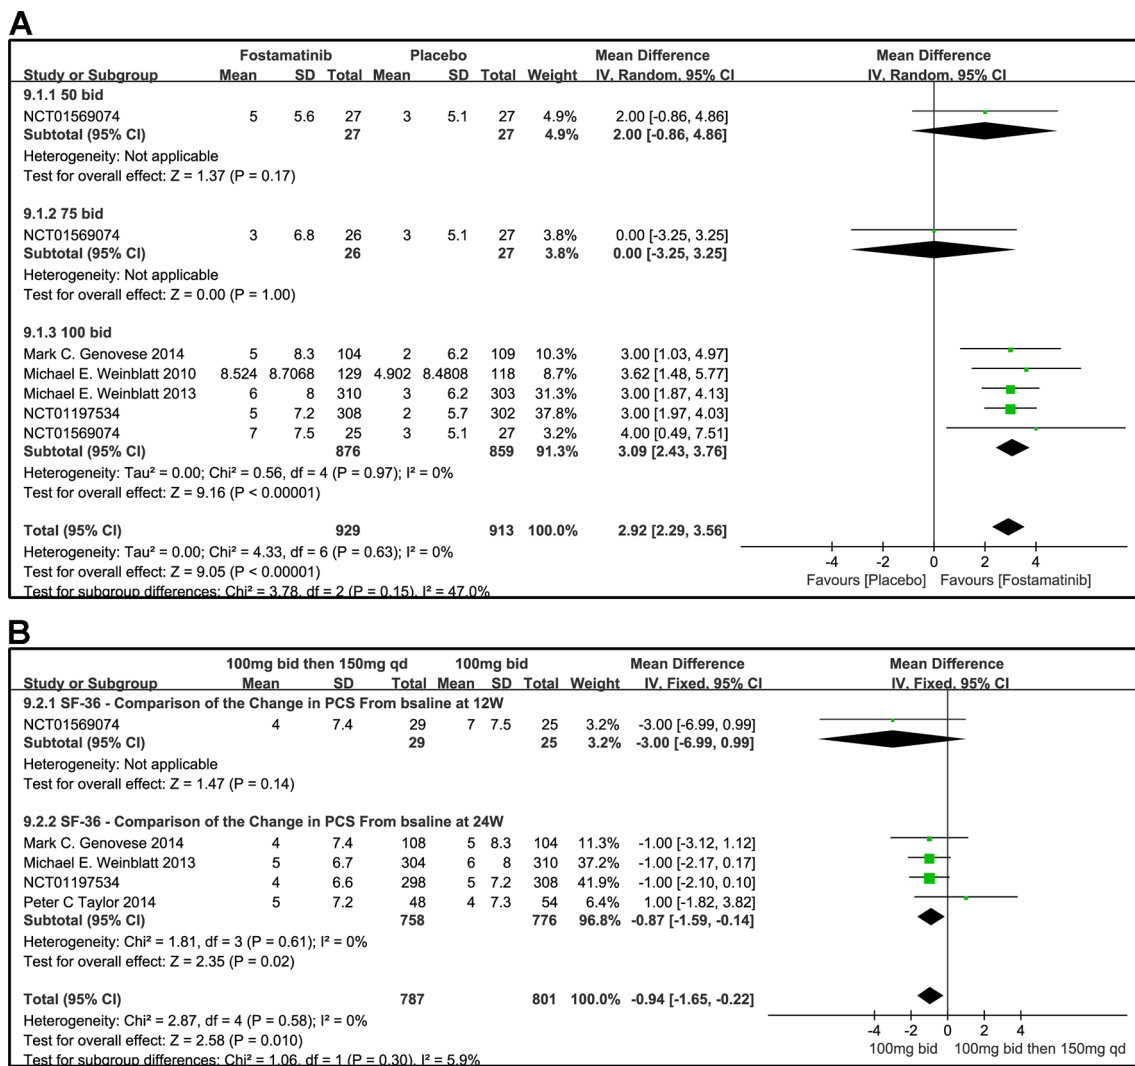 A
Fostamatinib Placebo Mean Difference Mean Difference
Study or Subgroup Mean SD Total Mean SD Total Weight IV, Random, 95% CI IV, Random, 95% CI
9.1.1 50 bid
NCT01569074 5 5.6 27 3 5.1 27 4.9% 2.00 [-0.86, 4.86]
Subtotal (95% CI) 27 27 4.9% 2.00 [-0.86, 4.86]
Heterogeneity: Not applicable
Test for overall effect: Z = 1.37 (P = 0.17)
9.1.2 75 bid
NCT01569074 3 6.8 26 3 5.1 27 3.8% 0.00 [-3.25, 3.25]
Subtotal (95% CI) 26 27 3.8% 0.00 [-3.25, 3.25]
Heterogeneity: Not applicable
Test for overall effect: Z = 0.00 (P = 1.00)
9.1.3 100 bid
Mark C. Genovese 2014 5 8.3 104 2 6.2 109 10.3% 3.00 [1.03, 4.97]
Michael E. Weinblatt 2010 8.524 8.7068 129 4.902 8.4808 118 8.7% 3.62 [1.48, 5.77]
Michael E. Weinblatt 2013 6 8 310 3 6.2 303 31.3% 3.00 [1.87, 4.13]
NCT01197534 5 7.2 308 2 5.7 302 37.8% 3.00 [1.97, 4.03]
NCT01569074 7 7.5 25 3 5.1 27 3.2% 4.00 [0.49, 7.51]
Subtotal (95% CI) 876 859 91.3% 3.09 [2.43, 3.76]
Heterogeneity: Tau² = 0.00; Chi² = 0.56, df = 4 (P = 0.97); I² = 0%
Test for overall effect: Z = 9.16 (P < 0.00001)
Total (95% CI) 929 913 100.0% 2.92 [2.29, 3.56]
Heterogeneity: Tau² = 0.00; Chi² = 4.33, df = 6 (P = 0.63); I² = 0%
Test for overall effect: Z = 9.05 (P < 0.00001)
Test for subgroup differences: Chi² = 3.78, df = 2 (P = 0.15), I² = 47.0%
-4 -2 0 2 4
Favours [Placebo] Favours [Fostamatinib]
B
100mg bid then 150mg qd 100mg bid Mean Difference Mean Difference
Study or Subgroup Mean SD Total Mean SD Total Weight IV, Fixed, 95% CI IV, Fixed, 95% CI
9.2.1 SF-36 - Comparison of the Change in PCS From bsaline at 12W
NCT01569074 4 7.4 29 7 7.5 25 3.2% -3.00 [-6.99, 0.99]
Subtotal (95% CI) 29 25 3.2% -3.00 [-6.99, 0.99]
Heterogeneity: Not applicable
Test for overall effect: Z = 1.47 (P = 0.14)
9.2.2 SF-36 - Comparison of the Change in PCS From bsaline at 24W
Mark C. Genovese 2014 4 7.4 108 5 8.3 104 11.3% -1.00 [-3.12, 1.12]
Michael E. Weinblatt 2013 5 6.7 304 6 8 310 37.2% -1.00 [-2.17, 0.17]
NCT01197534 4 6.6 298 5 7.2 308 41.9% -1.00 [-2.10, 0.10]
Peter C Taylor 2014 5 7.2 48 4 7.3 54 6.4% 1.00 [-1.82, 3.82]
Subtotal (95% CI) 758 776 96.8% -0.87 [-1.59, -0.14]
Heterogeneity: Chi² = 1.81, df = 3 (P = 0.61); I² = 0%
Test for overall effect: Z = 2.35 (P = 0.02)
Total (95% CI) 787 801 100.0% -0.94 [-1.65, -0.22]
Heterogeneity: Chi² = 2.87, df = 4 (P = 0.58); I² = 0%
Test for overall effect: Z = 2.58 (P = 0.010)
Test for subgroup differences: Chi² = 1.06, df = 1 (P = 0.30), I² = 5.9%
-4 -2 0 2 4
100mg bid 100mg bid then 150mg qd